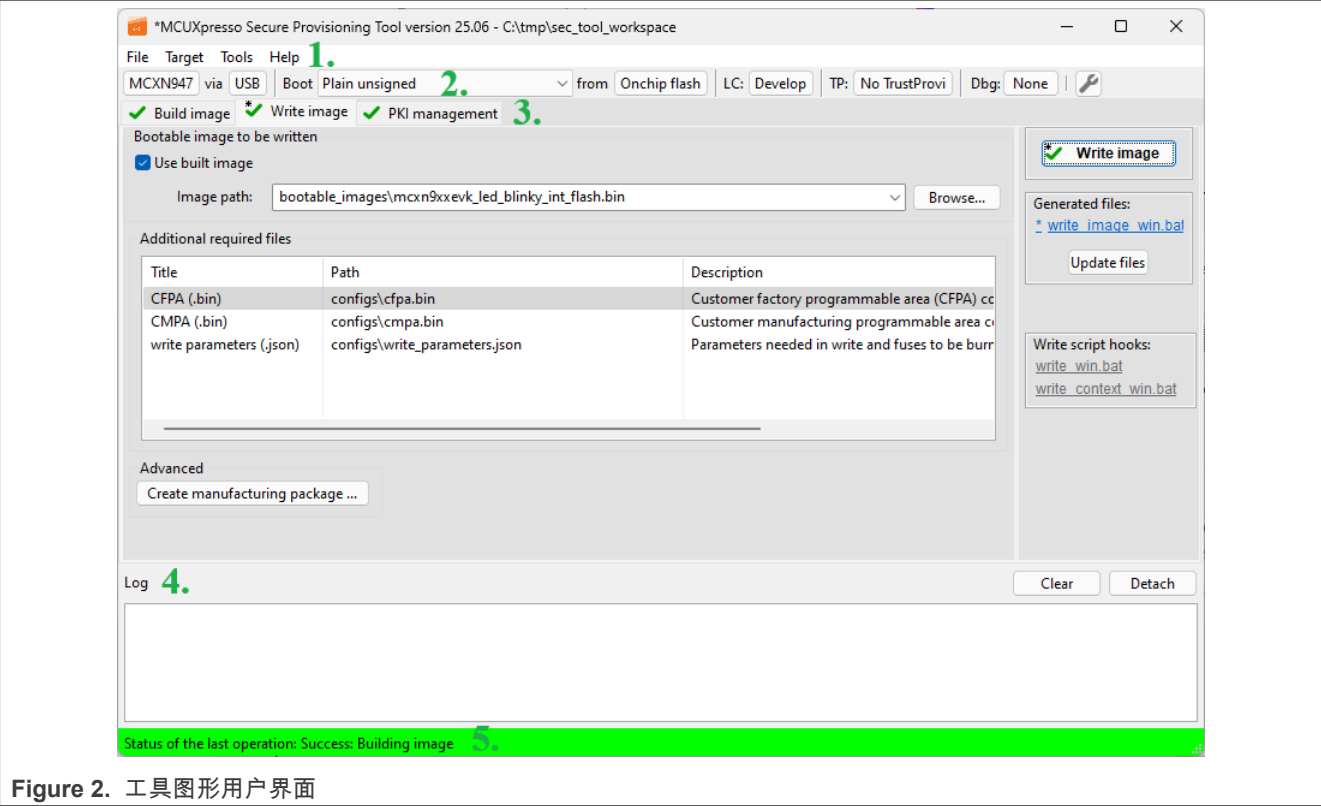 *MCUXpresso Secure Provisioning Tool version 25.06 - C:\tmp\sec_tool_workspace
File Target Tools Help 1.
MCXN947 via USB Boot Plain unsigned 2. from Onchip flash LC: Develop TP: No TrustProvi Dbg: None
Build image * Write image PKI management 3.
Bootable image to be written
Use built image
Image path: bootable_images\mcxn9xxevk_led_blinky_int_flash.bin Browse...
Additional required files
Title Path Description
CFPA (.bin) configs\cfpa.bin Customer factory programmable area (CFPA) cc
CMPA (.bin) configs\cmpa.bin Customer manufacturing programmable area c
write parameters (.json) configs\write_parameters.json Parameters needed in write and fuses to be burr
Advanced
Create manufacturing package ...
* Write image
Generated files:
* write_image_win.bat
Update files
Write script hooks:
write_win.bat
write_context_win.bat
Log 4. Clear Detach
Status of the last operation: Success: Building image 5.
Figure 2. 工具图形用户界面